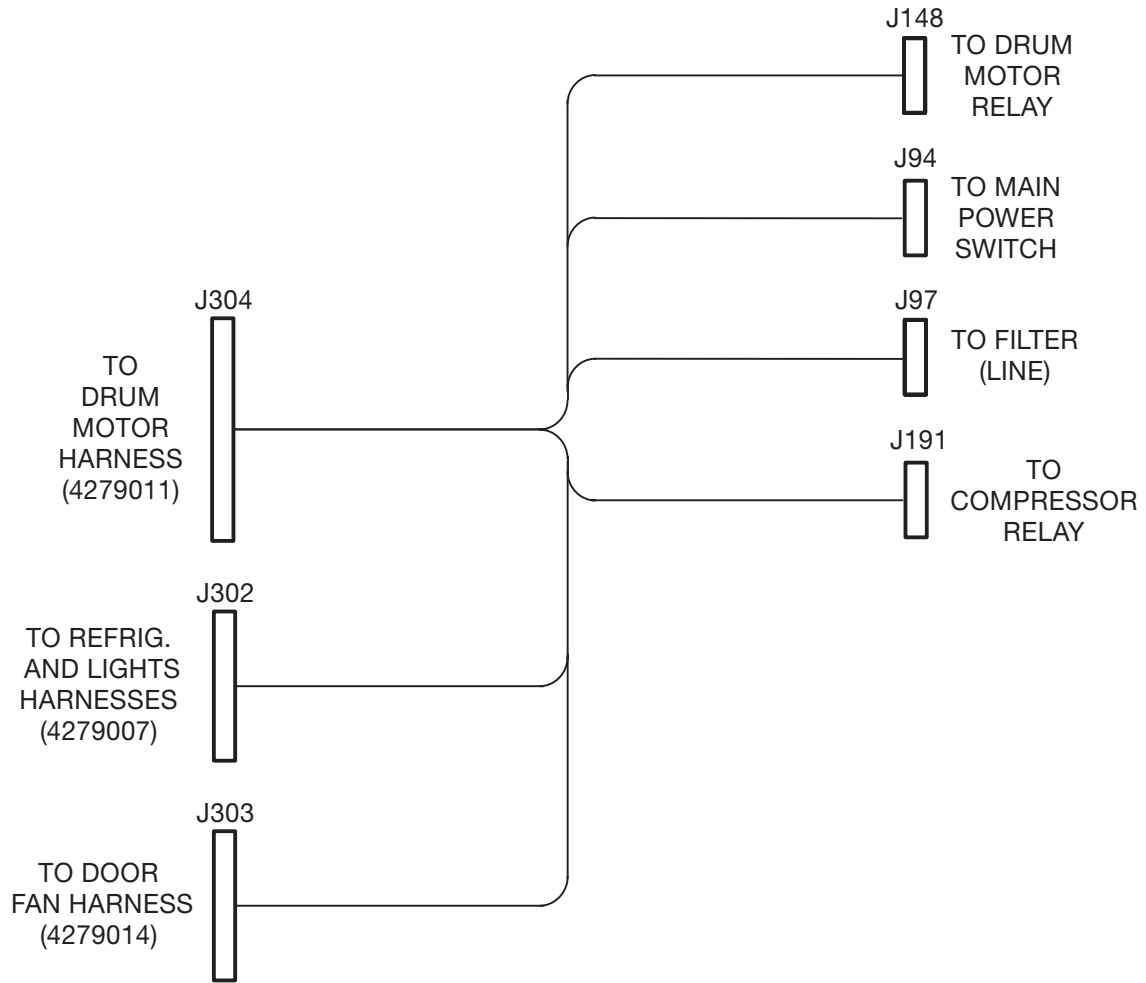 J148
TO DRUM
MOTOR
RELAY
J94
TO MAIN
POWER
SWITCH
J304
TO
DRUM
MOTOR
HARNESS
(4279011)
J97
TO FILTER
(LINE)
J191
TO
COMPRESSOR
RELAY
J302
TO REFRIG.
AND LIGHTS
HARNESSES
(4279007)
J303
TO DOOR
FAN HARNESS
(4279014)